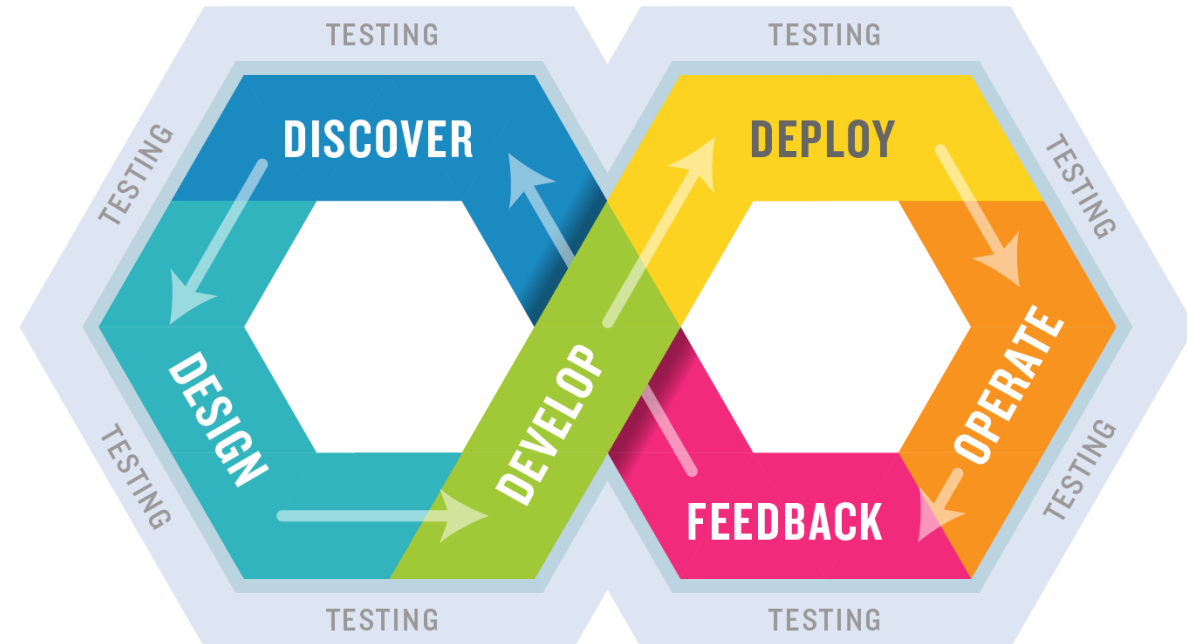 TESTING
TESTING
DISCOVER
DEPLOY
TESTING
TESTING
DESIGN
DEVELOP
OPERATE
TESTING
FEEDBACK
TESTING
TESTING
TESTING